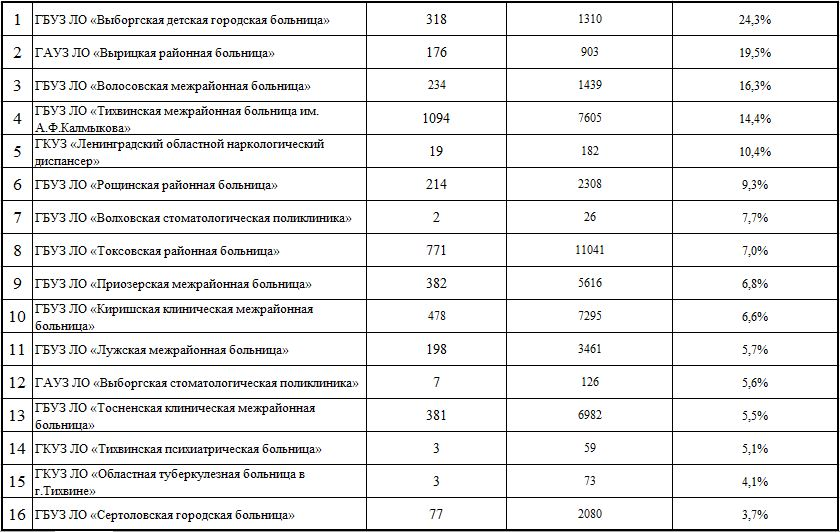 1 ГБУЗ ЛО «Выборгская детская городская больница» 318 1310 24,3%
2 ГАУЗ ЛО «Вырицкая районная больница» 176 903 19,5%
3 ГБУЗ ЛО «Волосовская межрайонная больница» 234 1439 16,3%
4 ГБУЗ ЛО «Тихвинская межрайонная больница им.
А.Ф.Калмыкова» 1094 7605 14,4%
5 ГКУЗ «Ленинградский областной наркологический
диспансер» 19 182 10,4%
6 ГБУЗ ЛО «Рощинская районная больница» 214 2308 9,3%
7 ГБУЗ ЛО «Волховская стоматологическая поликлиника» 2 26 7,7%
8 ГБУЗ ЛО «Токсовская районная больница» 771 11041 7,0%
9 ГБУЗ ЛО «Приозерская межрайонная больница» 382 5616 6,8%
10 ГБУЗ ЛО «Киришская клиническая межрайонная
больница» 478 7295 6,6%
11 ГБУЗ ЛО «Лужская межрайонная больница» 198 3461 5,7%
12 ГАУЗ ЛО «Выборгская стоматологическая поликлиника» 7 126 5,6%
13 ГБУЗ ЛО «Тосненская клиническая межрайонная
больница» 381 6982 5,5%
14 ГКУЗ ЛО «Тихвинская психиатрическая больница» 3 59 5,1%
15 ГКУЗ ЛО «Областная туберкулезная больница в
г.Тихвине» 3 73 4,1%
16 ГБУЗ ЛО «Сертоловская городская больница» 77 2080 3,7%